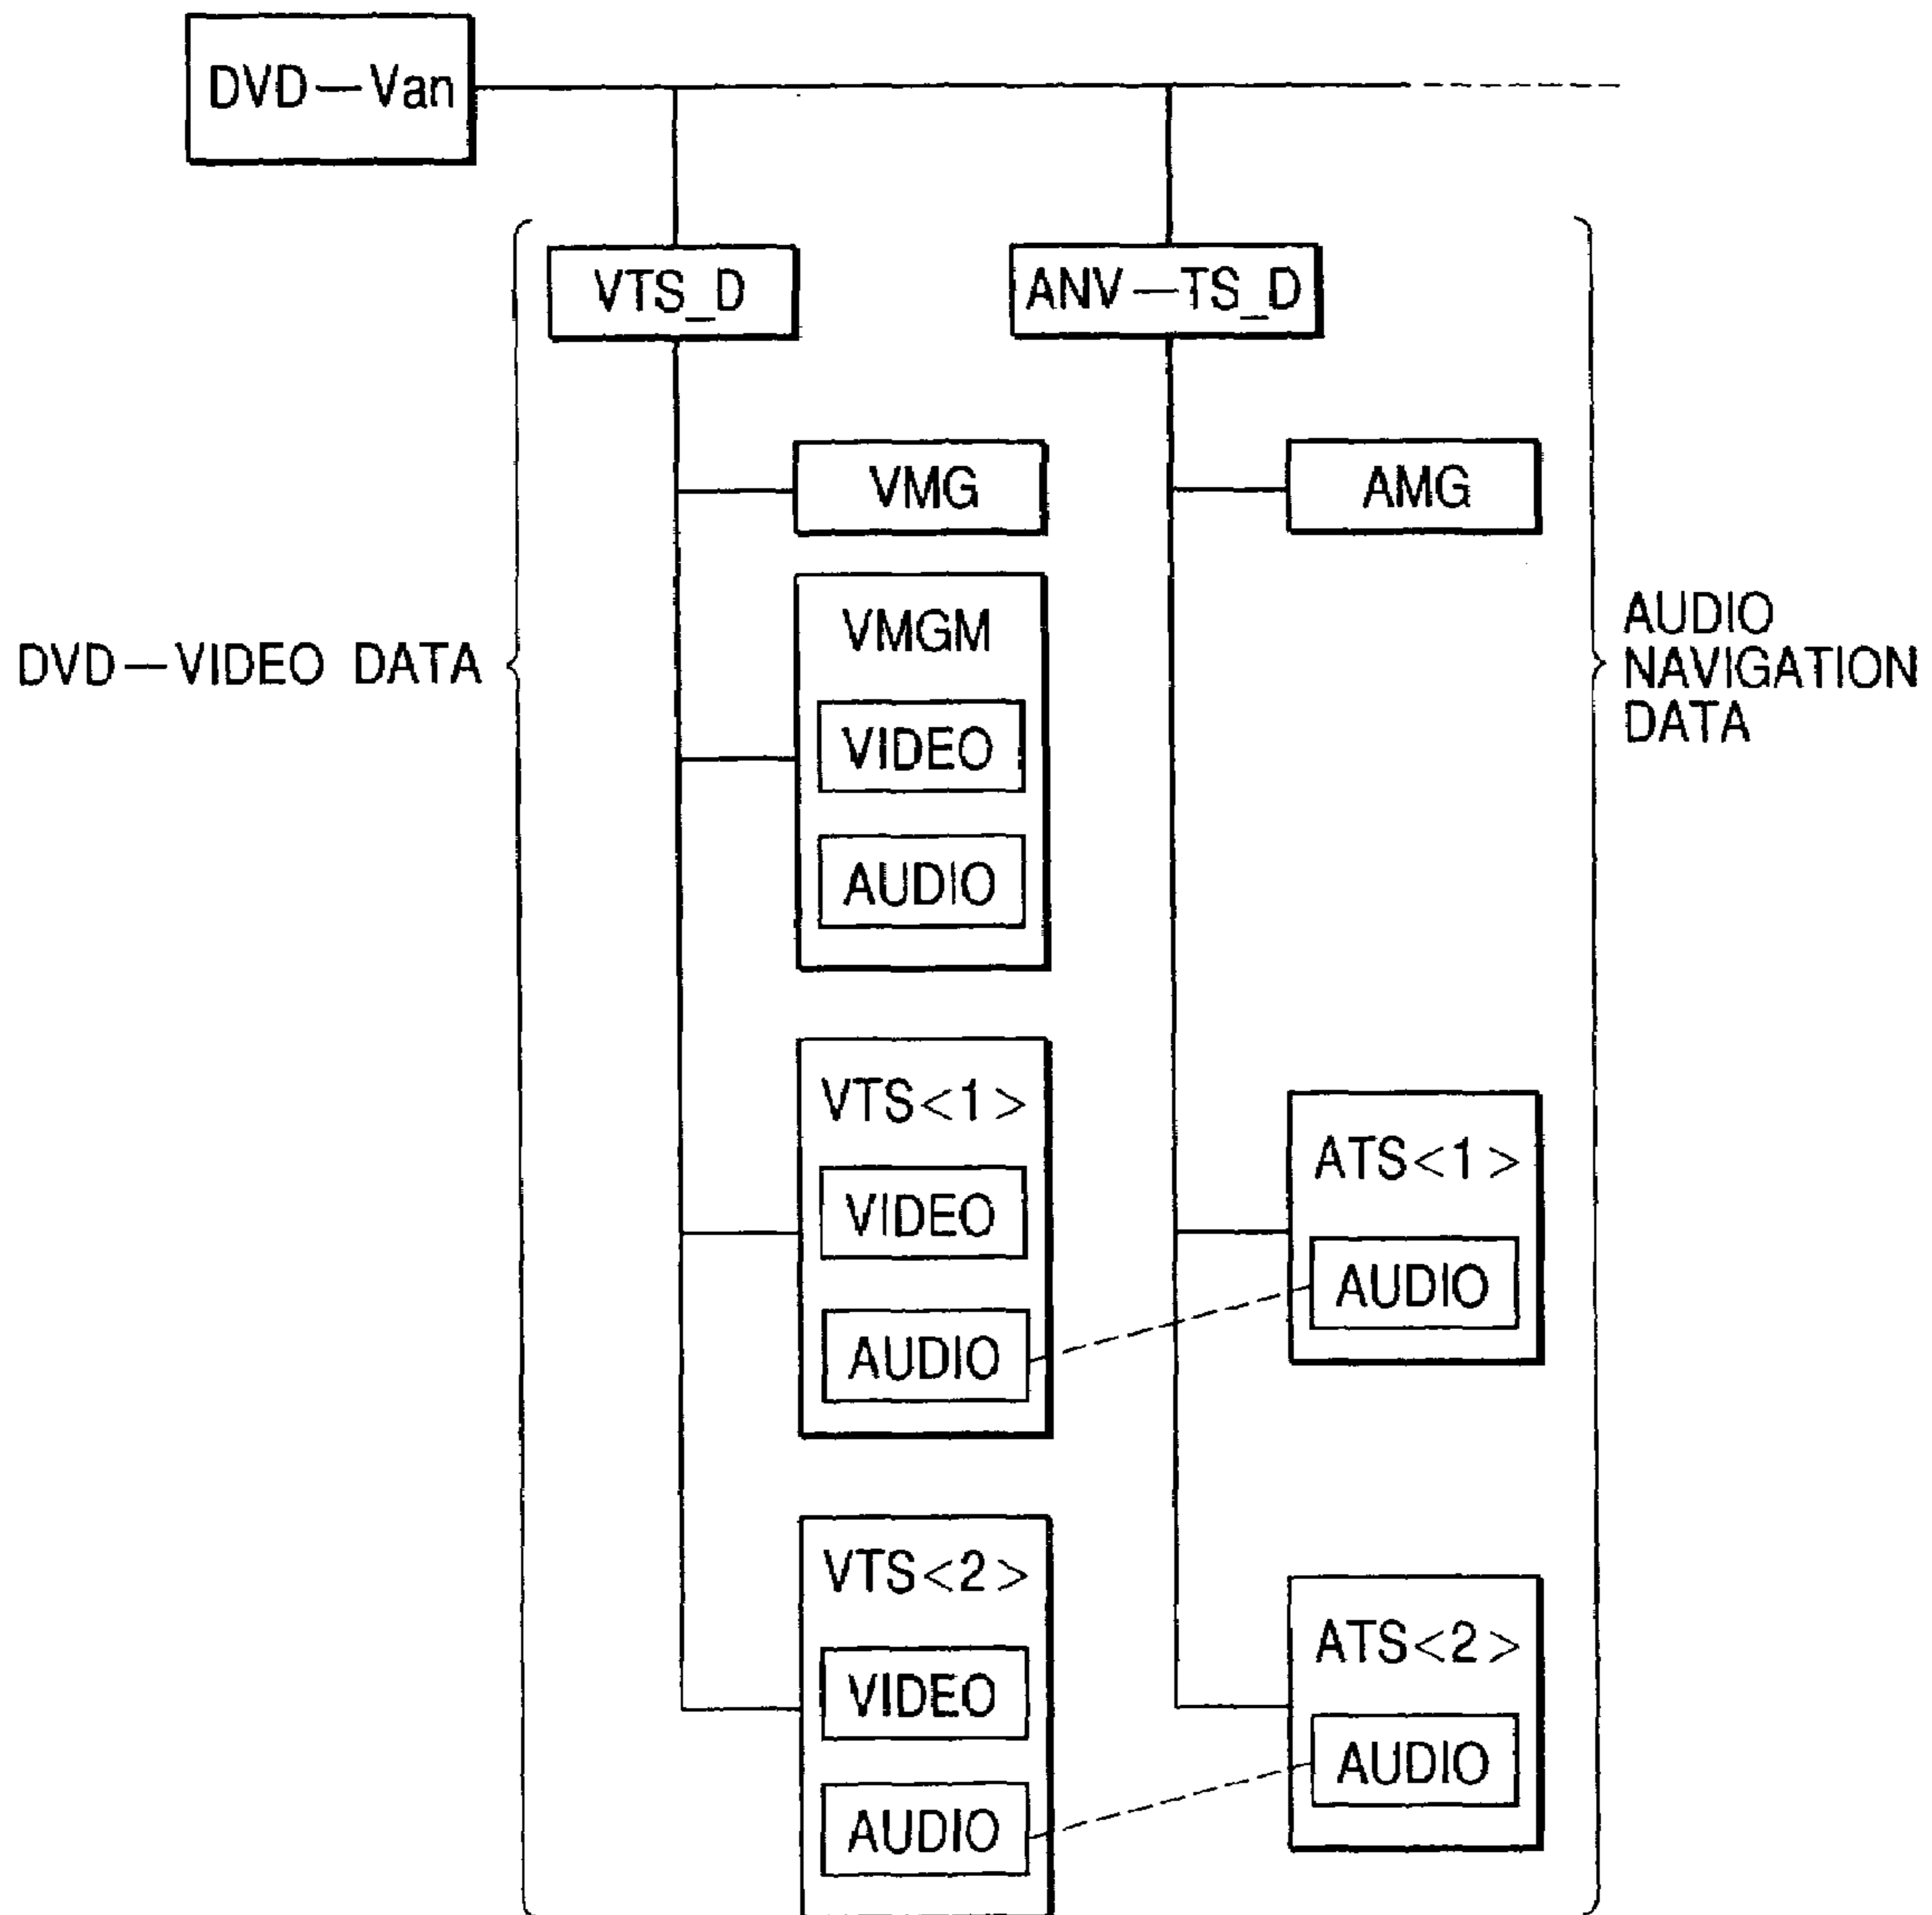 DVD—Van
VTS_D
ANV—TS_D
VMG
AMG
VMGM
VIDEO
AUDIO
DVD—VIDEO DATA
AUDIO
NAVIGATION
DATA
VTS<1>
VIDEO
AUDIO
ATS<1>
AUDIO
VTS<2>
VIDEO
AUDIO
ATS<2>
AUDIO